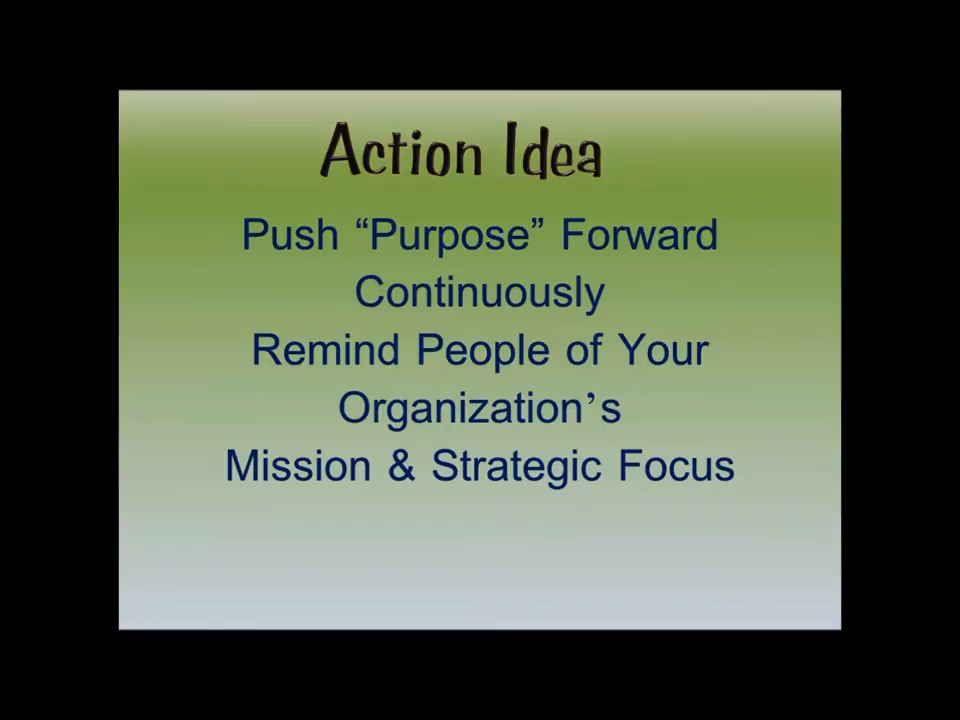 Action Idea
Push “Purpose” Forward
Continuously
Remind People of Your
Organization’s
Mission & Strategic Focus